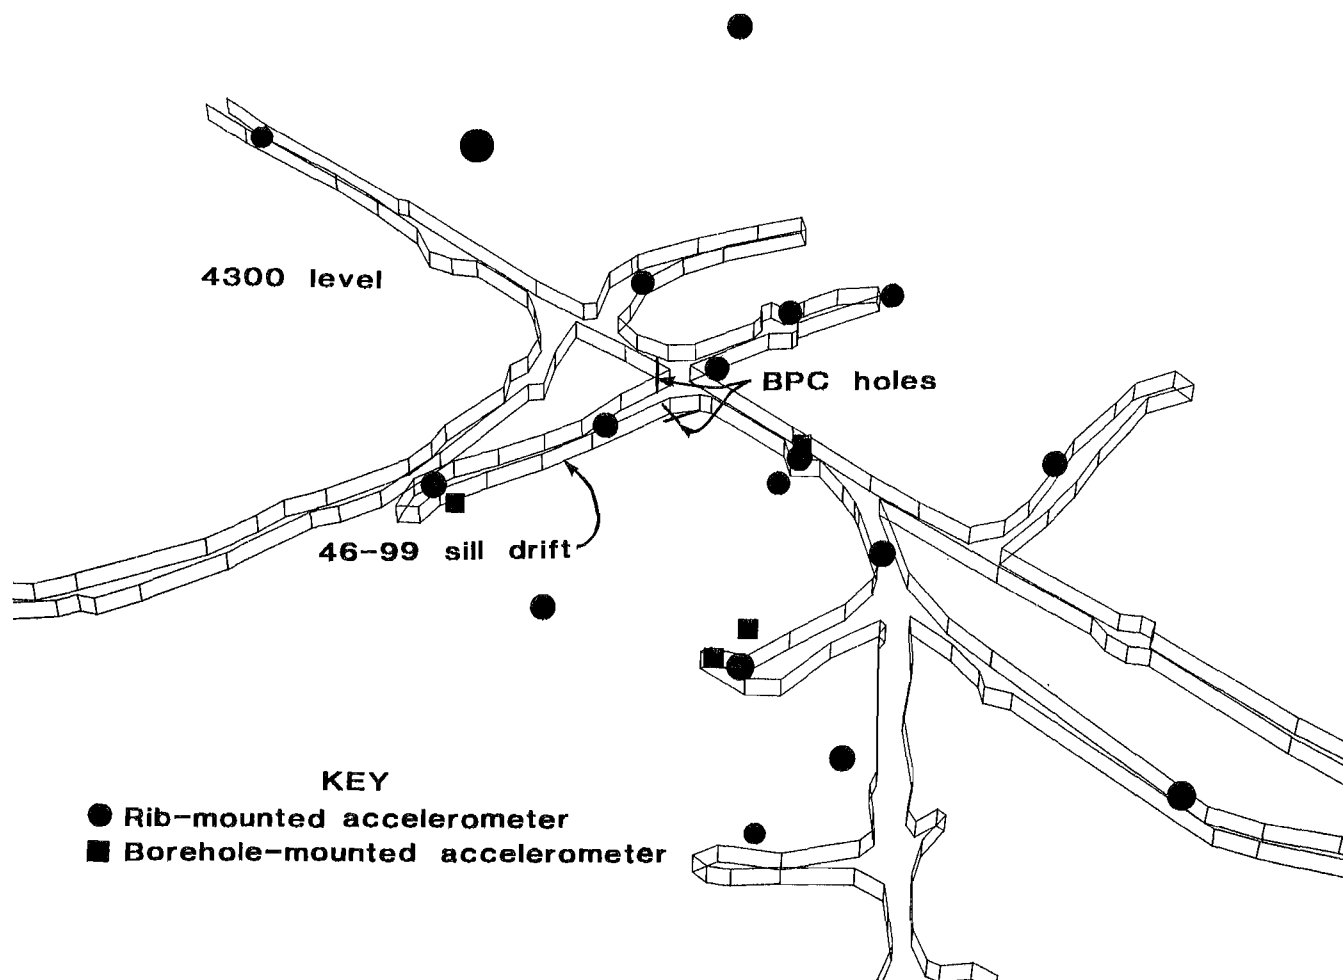 4300 level
BPC holes
46-99 sill drift
KEY
Rib-mounted accelerometer
Borehole-mounted accelerometer